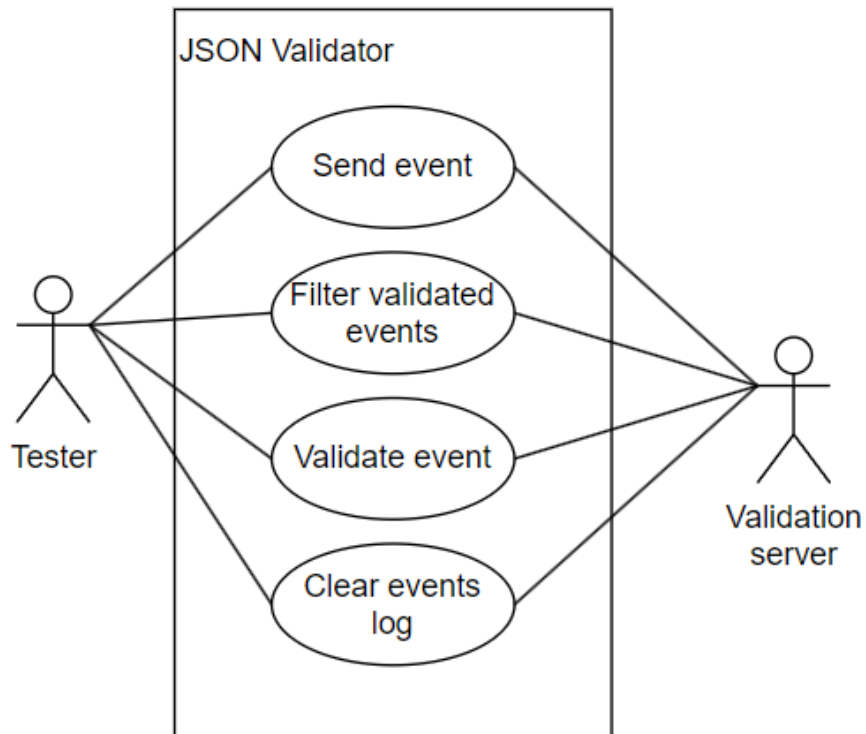 JSON Validator
Send event
Filter validated
events
Validate event
Clear events
log
Tester
Validation
server